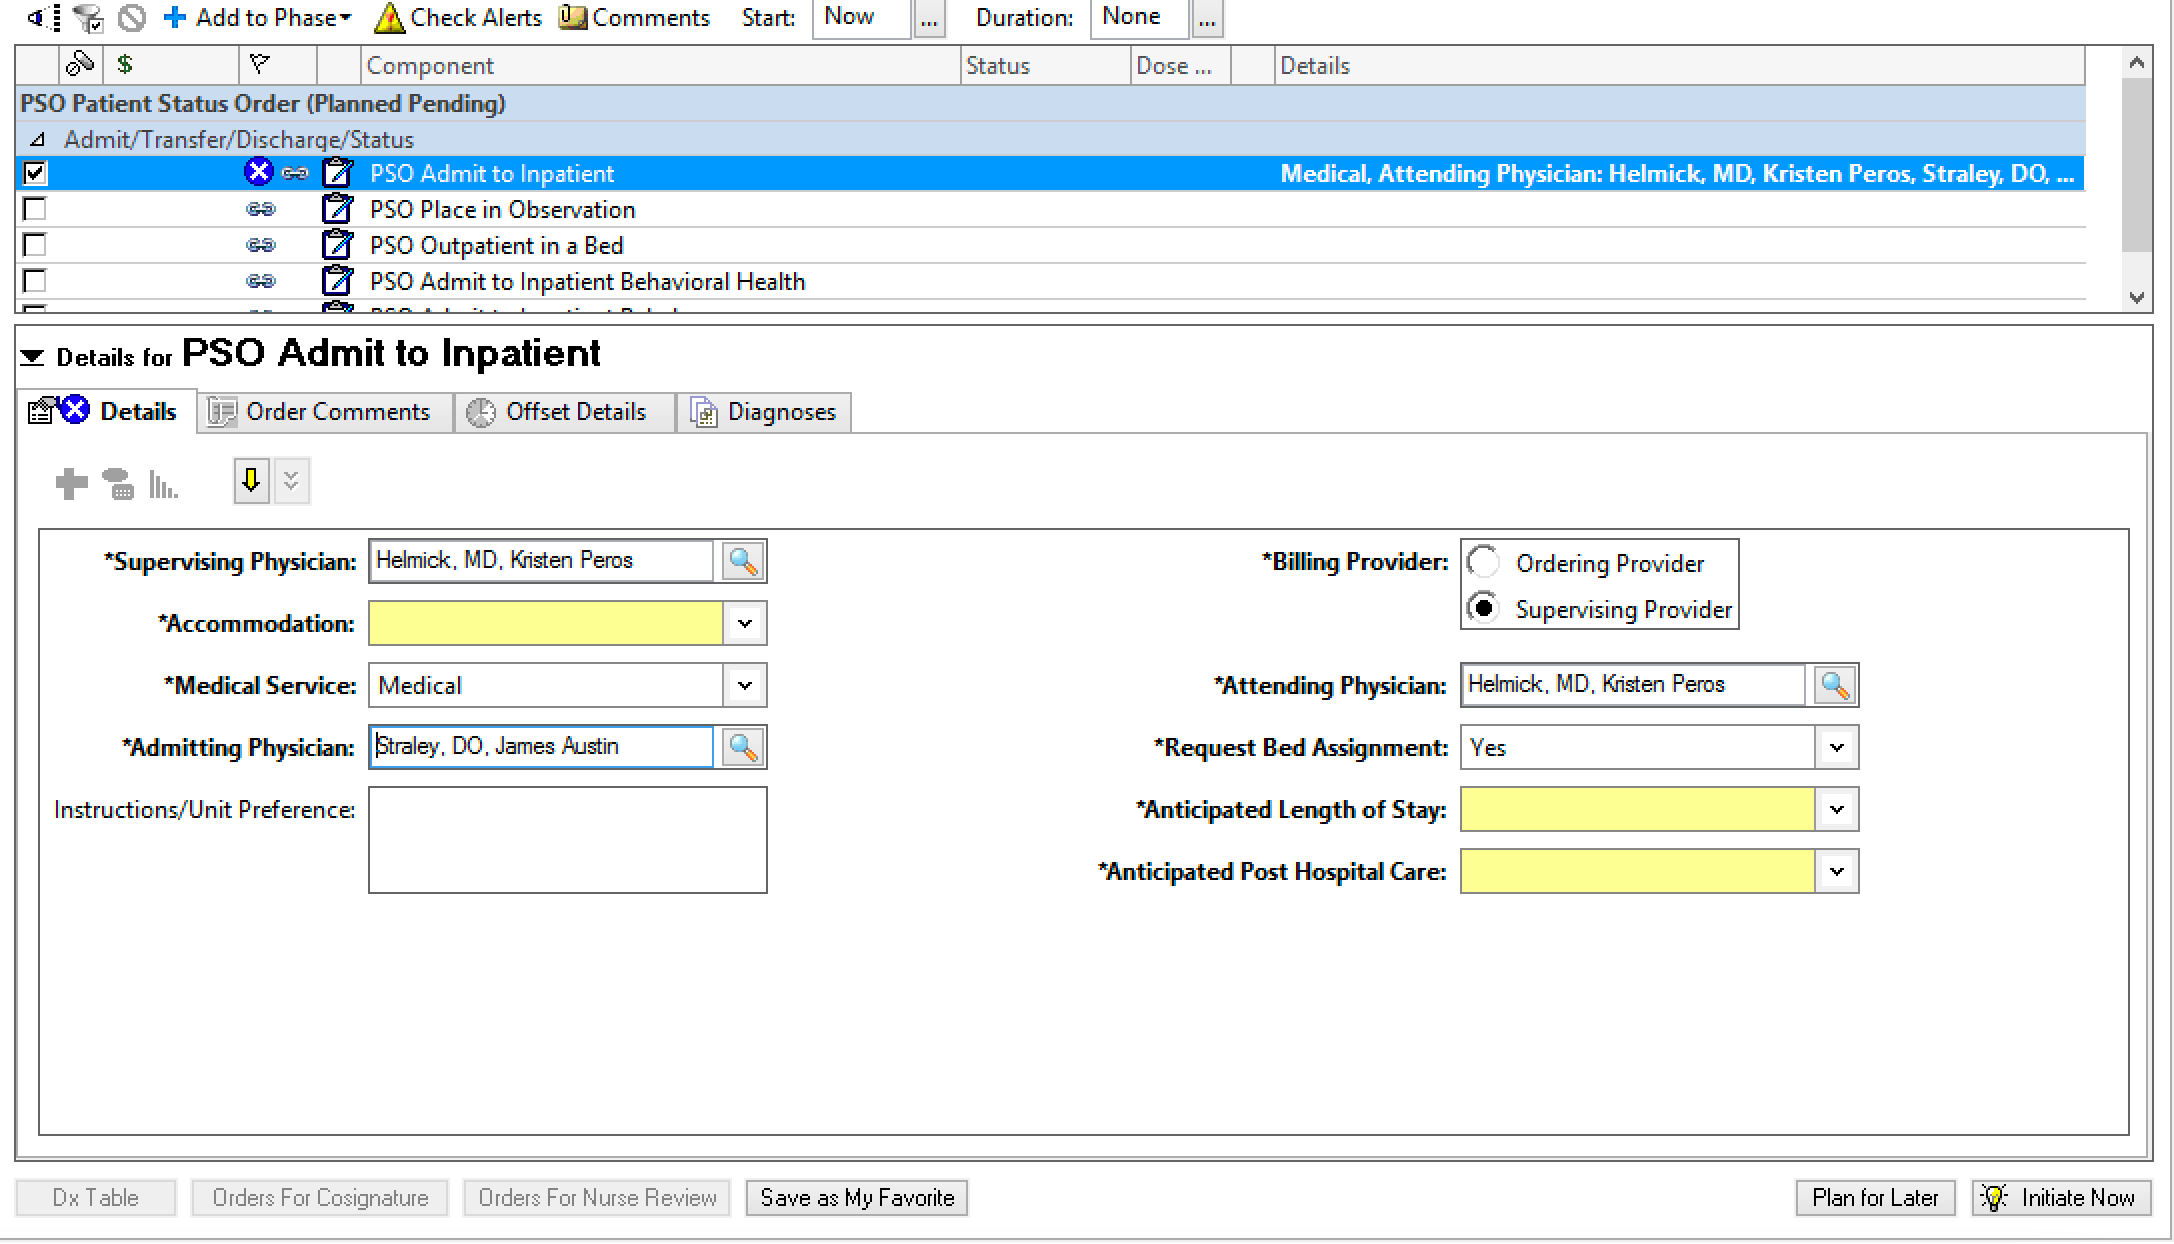 Add to Phase Check Alerts Comments Start: Now ... Duration: None ...
$ Component Status Dose ... Details
PSO Patient Status Order (Planned Pending)
Admit/Transfer/Discharge/Status
PSO Admit to Inpatient Medical, Attending Physician: Helmick, MD, Kristen Peros, Straley, DO, ...
PSO Place in Observation
PSO Outpatient in a Bed
PSO Admit to Inpatient Behavioral Health
Details for PSO Admit to Inpatient
Details Order Comments Offset Details Diagnoses
*Supervising Physician: Helmick, MD, Kristen Peros *Billing Provider: Ordering Provider
Supervising Provider
*Accommodation:
*Medical Service: Medical *Attending Physician: Helmick, MD, Kristen Peros
*Admitting Physician: Straley, DO, James Austin *Request Bed Assignment: Yes
Instructions/Unit Preference: *Anticipated Length of Stay:
*Anticipated Post Hospital Care:
Dx Table Orders For Cosignature Orders For Nurse Review Save as My Favorite Plan for Later Initiate Now